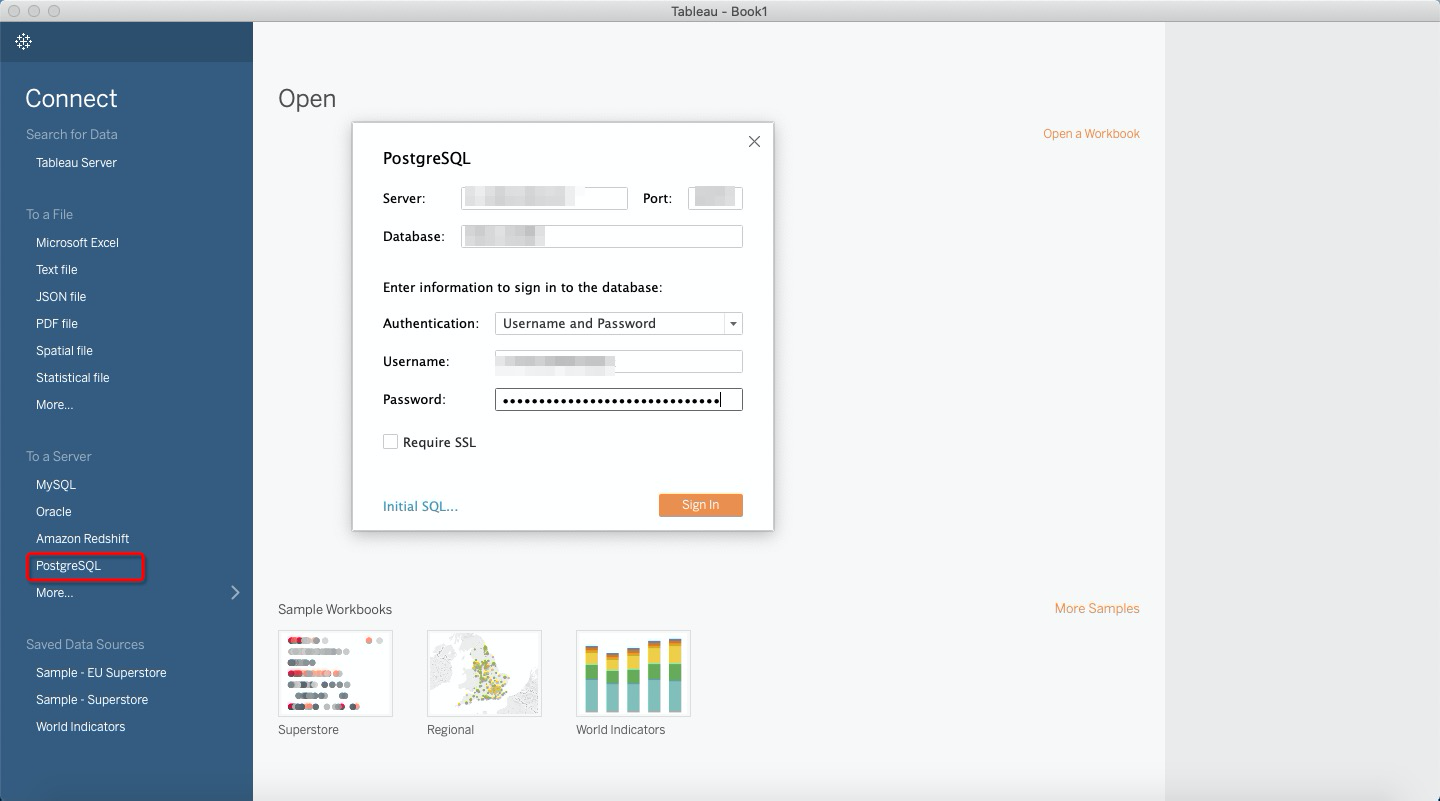 Tableau - Book1
Connect
Search for Data
Tableau Server
To a File
Microsoft Excel
Text file
JSON file
PDF file
Spatial file
Statistical file
More...
To a Server
MySQL
Oracle
Amazon Redshift
PostgreSQL
More...
Saved Data Sources
Sample - EU Superstore
Sample - Superstore
World Indicators
Open
Open a Workbook
PostgreSQL
Server: Port:
Database:
Enter information to sign in to the database:
Authentication: Username and Password
Username:
Password: ••••••••••••••••••••••••••••••
Require SSL
Initial SQL... Sign In
Sample Workbooks More Samples
Superstore Regional World Indicators